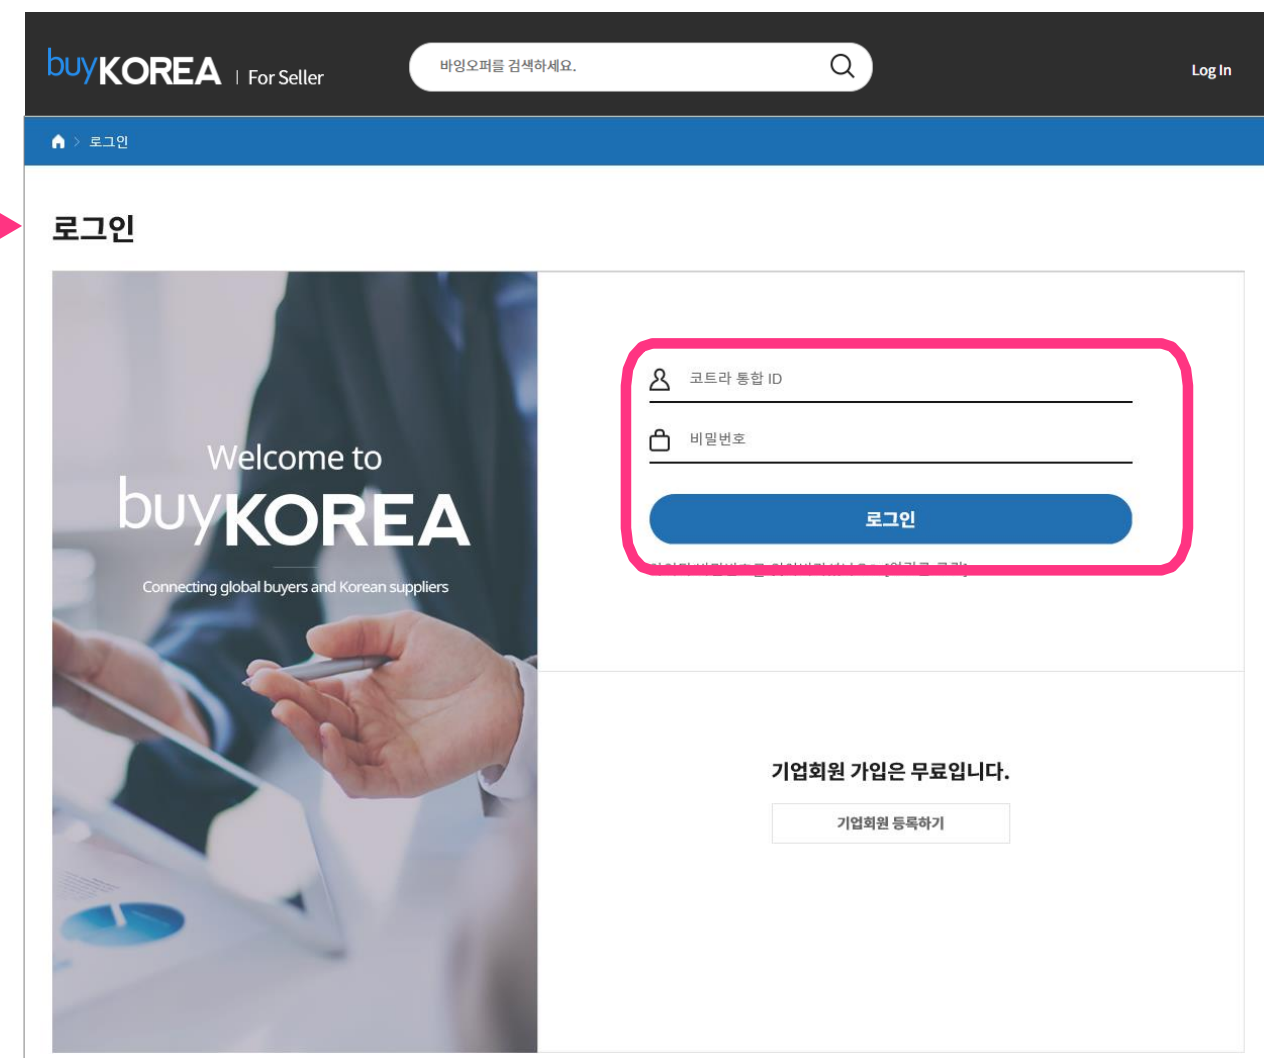 buyKOREA | For Seller
바잉오퍼를 검색하세요.
Log In
> 로그인
로그인
Welcome to
buyKOREA
Connecting global buyers and Korean suppliers
코트라 통합 ID
비밀번호
로그인
기업회원 가입은 무료입니다.
기업회원 등록하기